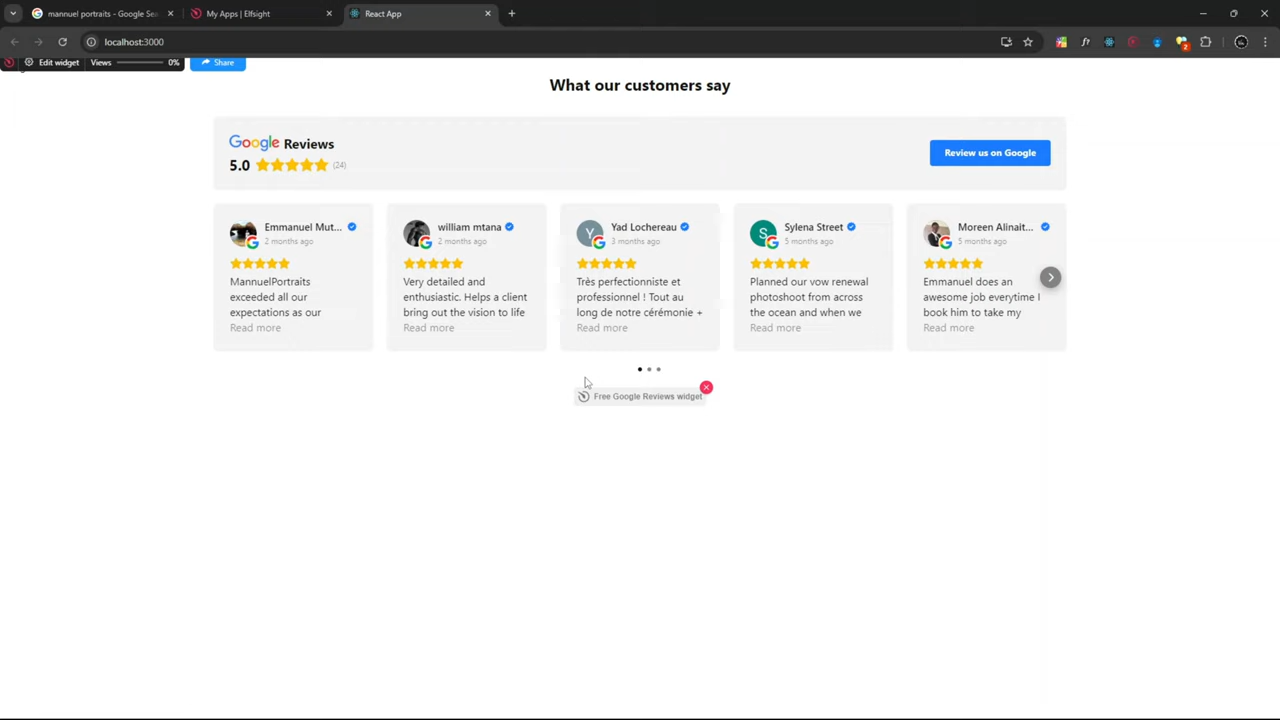 mannuel portraits - Google Sea
My Apps | Elfsight
React App
localhost:3000
2
Edit widget
Views
0%
Share
What our customers say
Google Reviews
5.0
(24)
Review us on Google
Emmanuel Mut...
2 months ago
MannuelPortraits
exceeded all our
expectations as our
Read more
william mtana
2 months ago
Very detailed and
enthusiastic. Helps a client
bring out the vision to life
Read more
Y
Yad Lochereau
3 months ago
Très perfectionniste et
professionnel ! Tout au
long de notre cérémonie +
Read more
S
Sylena Street
5 months ago
Planned our vow renewal
photoshoot from across
the ocean and when we
Read more
Moreen Alinait...
5 months ago
Emmanuel does an
awesome job everytime I
book him to take my
Read more
Free Google Reviews widget